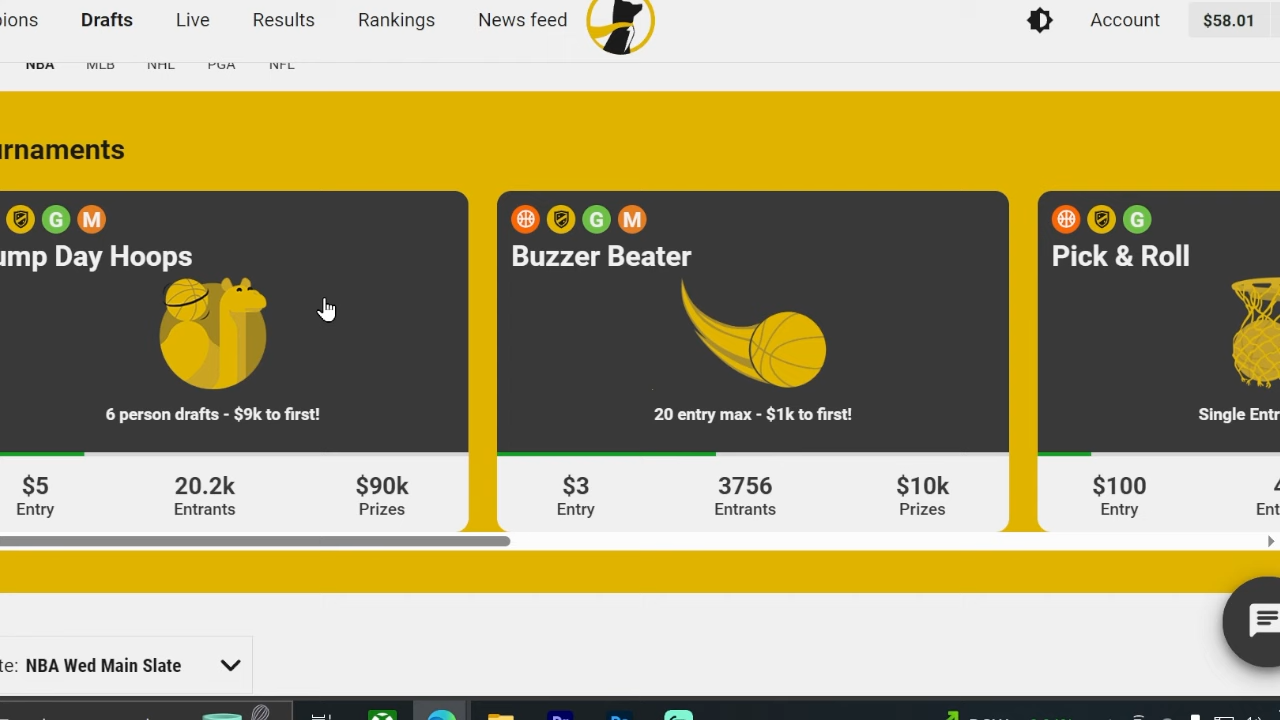 ions Drafts Live Results Rankings News feed Account $58.01
NBA MLB NHL PGA NFL
urnaments
G M G M G
ump Day Hoops Buzzer Beater Pick & Roll
6 person drafts - $9k to first! 20 entry max - $1k to first! Single Entr
$5 20.2k $90k $3 3756 $10k $100 4
Entry Entrants Prizes Entry Entrants Prizes Entry Ent
te: NBA Wed Main Slate